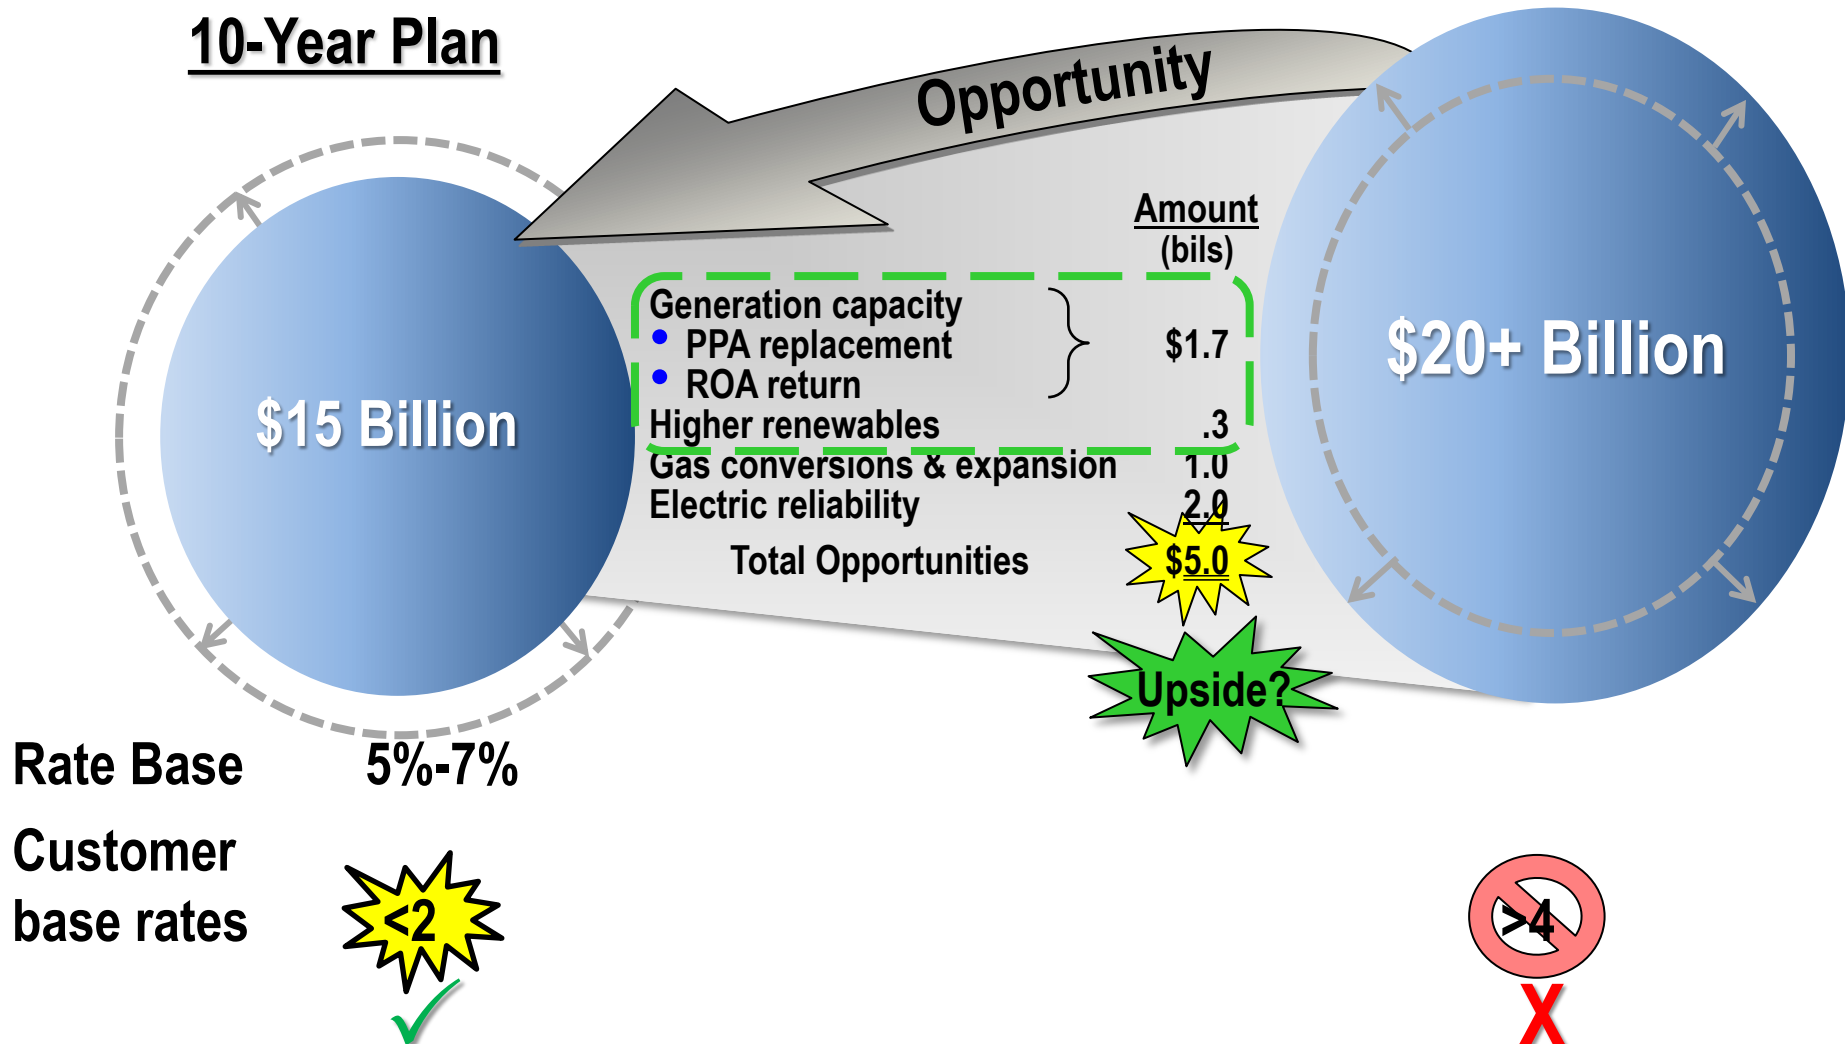 10-Year Plan
Opportunity
Amount
(bils)
Generation capacity
• PPA replacement $1.7
• ROA return
Higher renewables .3
Gas conversions & expansion 1.0
Electric reliability 2.0
Total Opportunities $5.0
Upside?
$15 Billion
$20+ Billion
Rate Base 5%-7%
Customer
base rates <2 >4
✓ X